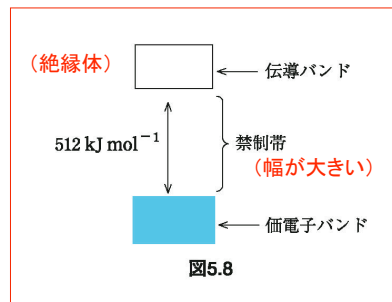 (絶縁体)
伝導バンド
512 kJ mol⁻¹
禁制帯
(幅が大きい)
価電子バンド
図5.8